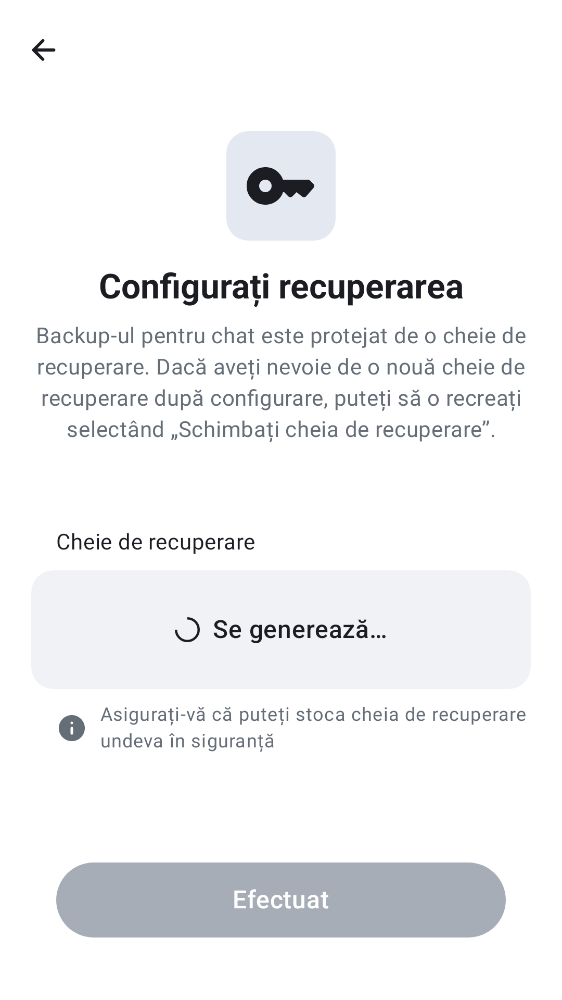 Configurați recuperarea
Backup-ul pentru chat este protejat de o cheie de
recuperare. Dacă aveți nevoie de o nouă cheie de
recuperare după configurare, puteți să o recreați
selectând „Schimbați cheia de recuperare”.
Cheie de recuperare
Se generează…
Asigurați-vă că puteți stoca cheia de recuperare
undeva în siguranță
Efectuat